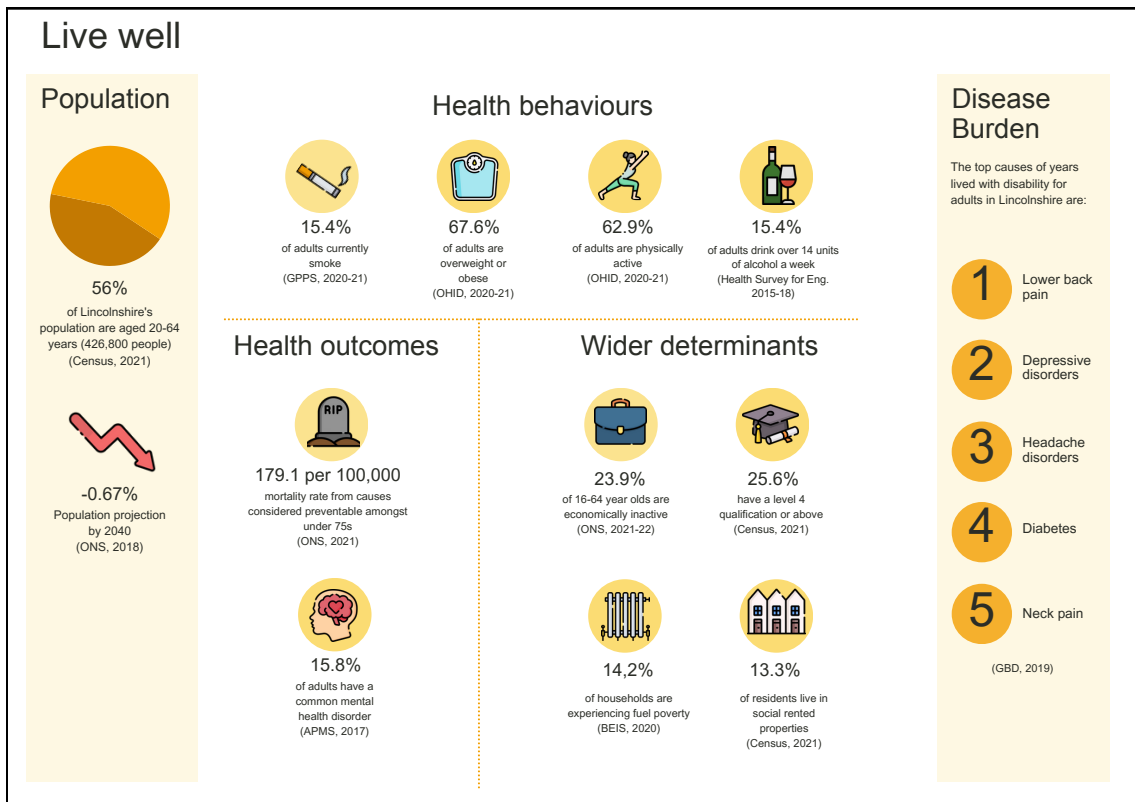 Live well
Population
56%
of Lincolnshire's
population are aged 20-64
years (426,800 people)
(Census, 2021)
-0.67%
Population projection
by 2040
(ONS, 2018)
Health behaviours
15.4%
of adults currently
smoke
(GPPS, 2020-21)
67.6%
of adults are
overweight or
obese
(OHID, 2020-21)
62.9%
of adults are physically
active
(OHID, 2020-21)
15.4%
of adults drink over 14 units
of alcohol a week
(Health Survey for Eng.
2015-18)
Health outcomes
RIP
179.1 per 100,000
mortality rate from causes
considered preventable amongst
under 75s
(ONS, 2021)
15.8%
of adults have a
common mental
health disorder
(APMS, 2017)
Wider determinants
23.9%
of 16-64 year olds are
economically inactive
(ONS, 2021-22)
25.6%
have a level 4
qualification or above
(Census, 2021)
14,2%
of households are
experiencing fuel poverty
(BEIS, 2020)
13.3%
of residents live in
social rented
properties
(Census, 2021)
Disease
Burden
The top causes of years
lived with disability for
adults in Lincolnshire are:
1 Lower back
pain
2 Depressive
disorders
3 Headache
disorders
4 Diabetes
5 Neck pain
(GBD, 2019)